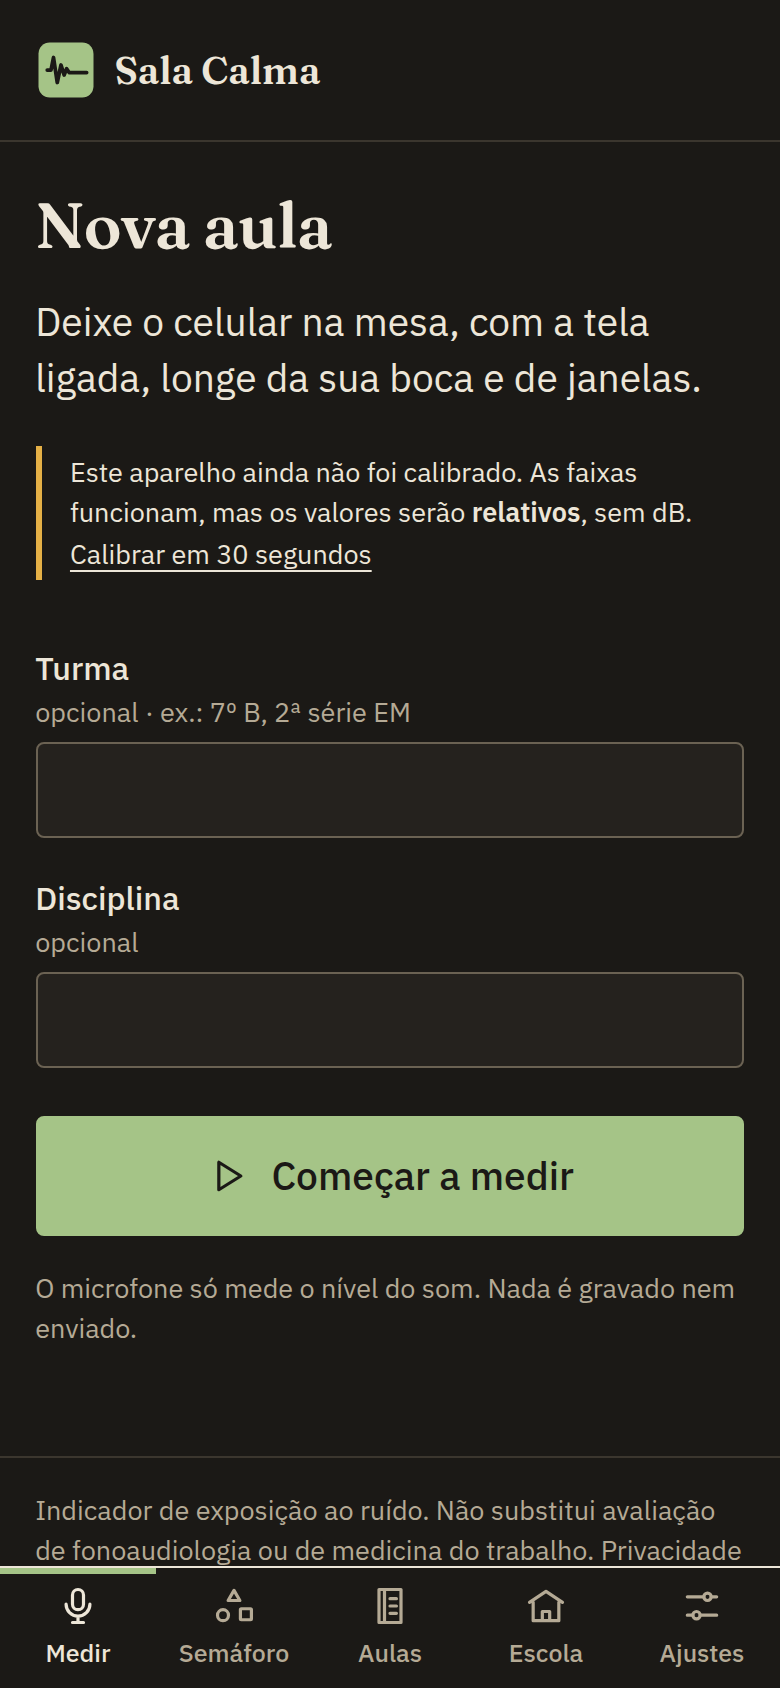 Sala Calma
Nova aula
Deixe o celular na mesa, com a tela
ligada, longe da sua boca e de janelas.
Este aparelho ainda não foi calibrado. As faixas
funcionam, mas os valores serão relativos, sem dB.
Calibrar em 30 segundos
Turma
opcional · ex.: 7º B, 2ª série EM
Disciplina
opcional
Começar a medir
O microfone só mede o nível do som. Nada é gravado nem
enviado.
Indicador de exposição ao ruído. Não substitui avaliação
de fonoaudiologia ou de medicina do trabalho. Privacidade
Medir
Semáforo
Aulas
Escola
Ajustes